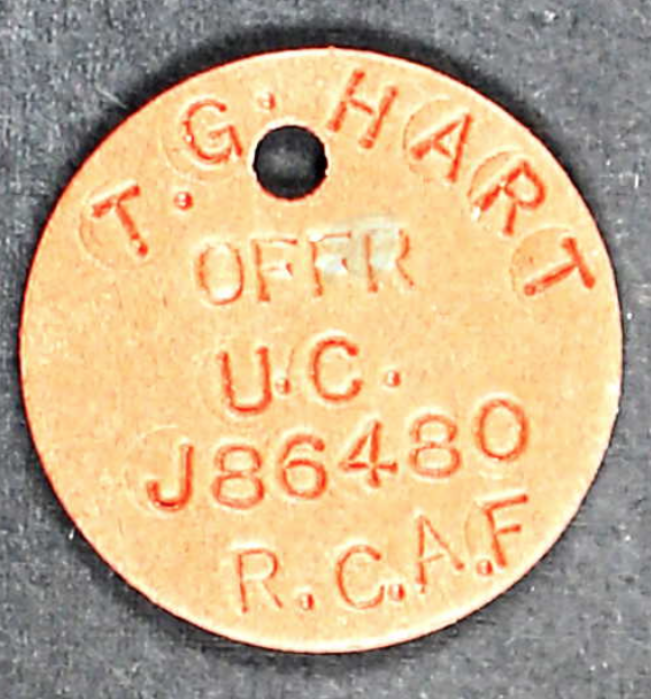 T.G. HART
OFFR
U.C.
J86480
R.C.A.F